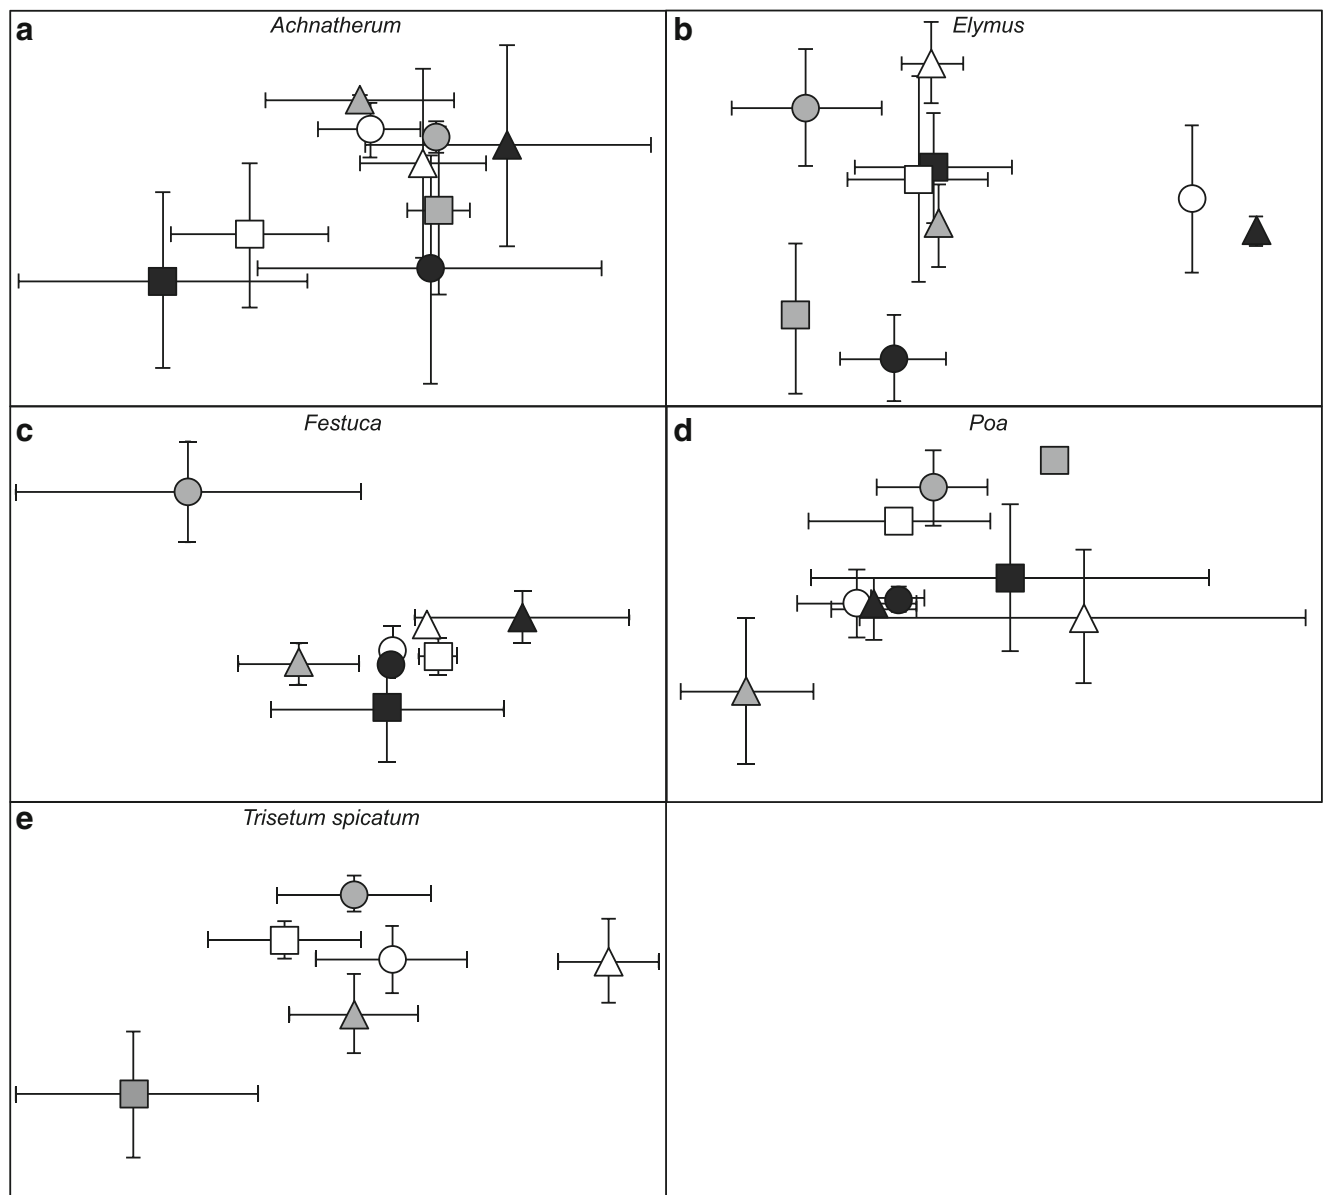 a
Achnatherum
b
Elymus
c
Festuca
d
Poa
e
Trisetum spicatum